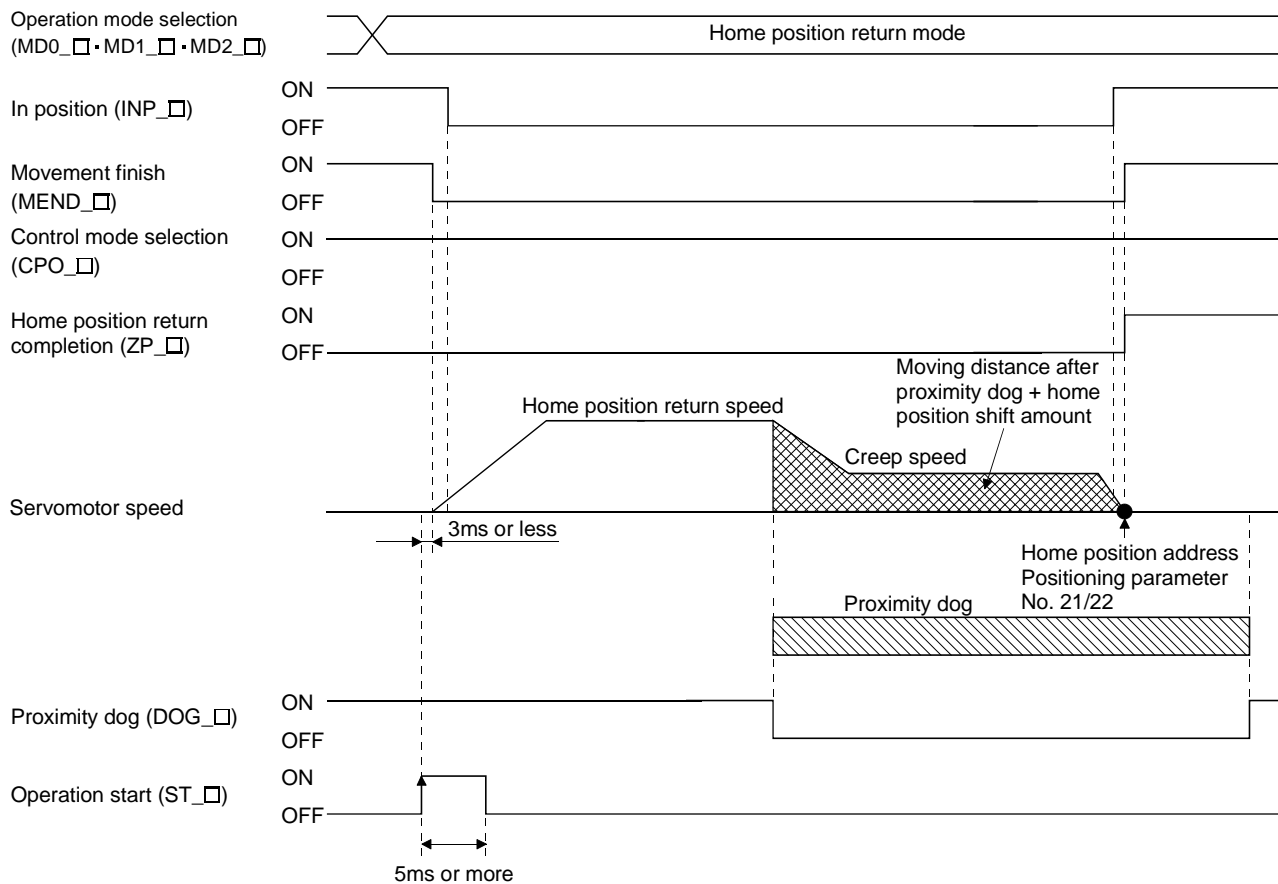 Operation mode selection
(MD0_□ · MD1_□ · MD2_□)
Home position return mode
In position (INP_□)
ON
OFF
Movement finish
(MEND_□)
ON
OFF
Control mode selection
(CPO_□)
ON
OFF
Home position return
completion (ZP_□)
ON
OFF
Moving distance after
proximity dog + home
position shift amount
Home position return speed
Creep speed
Servomotor speed
3ms or less
Home position address
Positioning parameter
No. 21/22
Proximity dog
Proximity dog (DOG_□)
ON
OFF
Operation start (ST_□)
ON
OFF
5ms or more